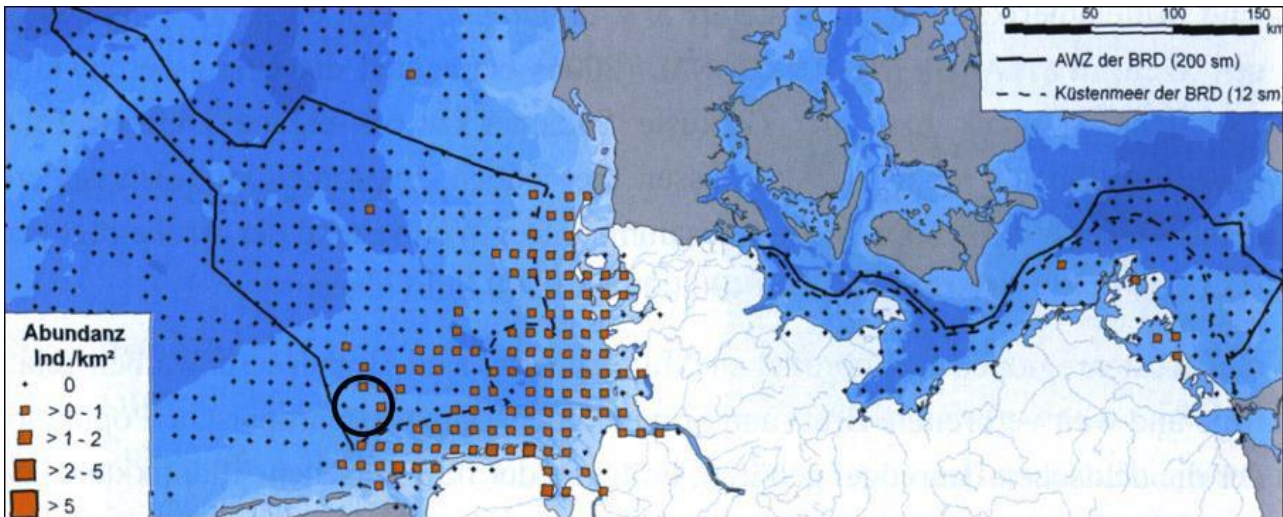 0 50 100 150
km
AWZ der BRD (200 sm)
Küstenmeer der BRD (12 sm)
Abundanz
Ind./km²
0
>0 - 1
>1 - 2
>2 - 5
>5